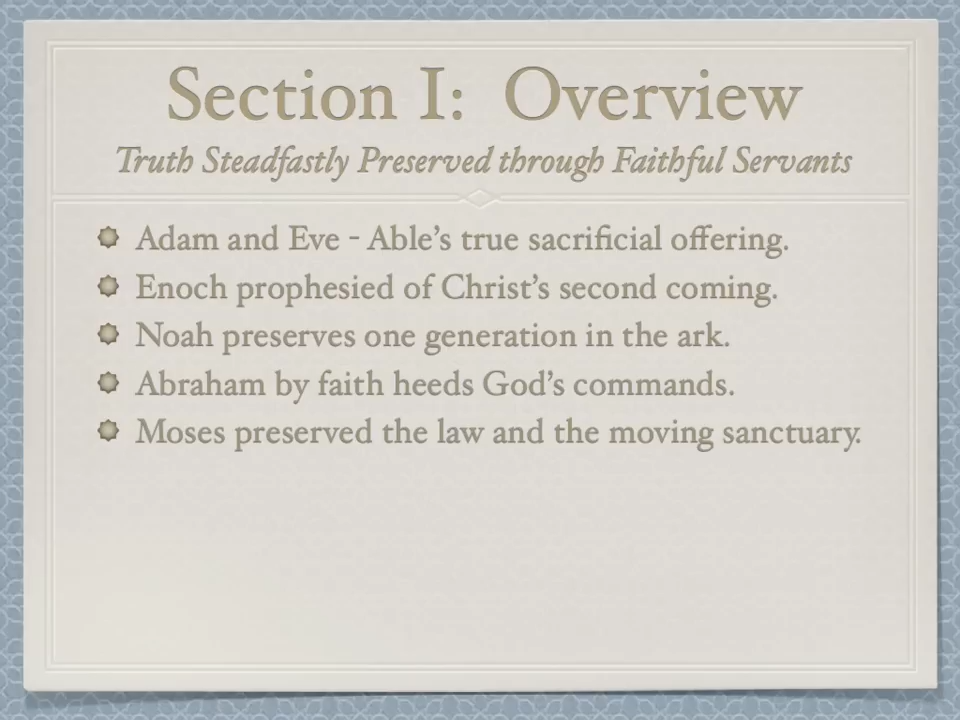 Section I: Overview
Truth Steadfastly Preserved through Faithful Servants
Adam and Eve - Able's true sacrificial offering.
Enoch prophesied of Christ's second coming.
Noah preserves one generation in the ark.
Abraham by faith heeds God's commands.
Moses preserved the law and the moving sanctuary.